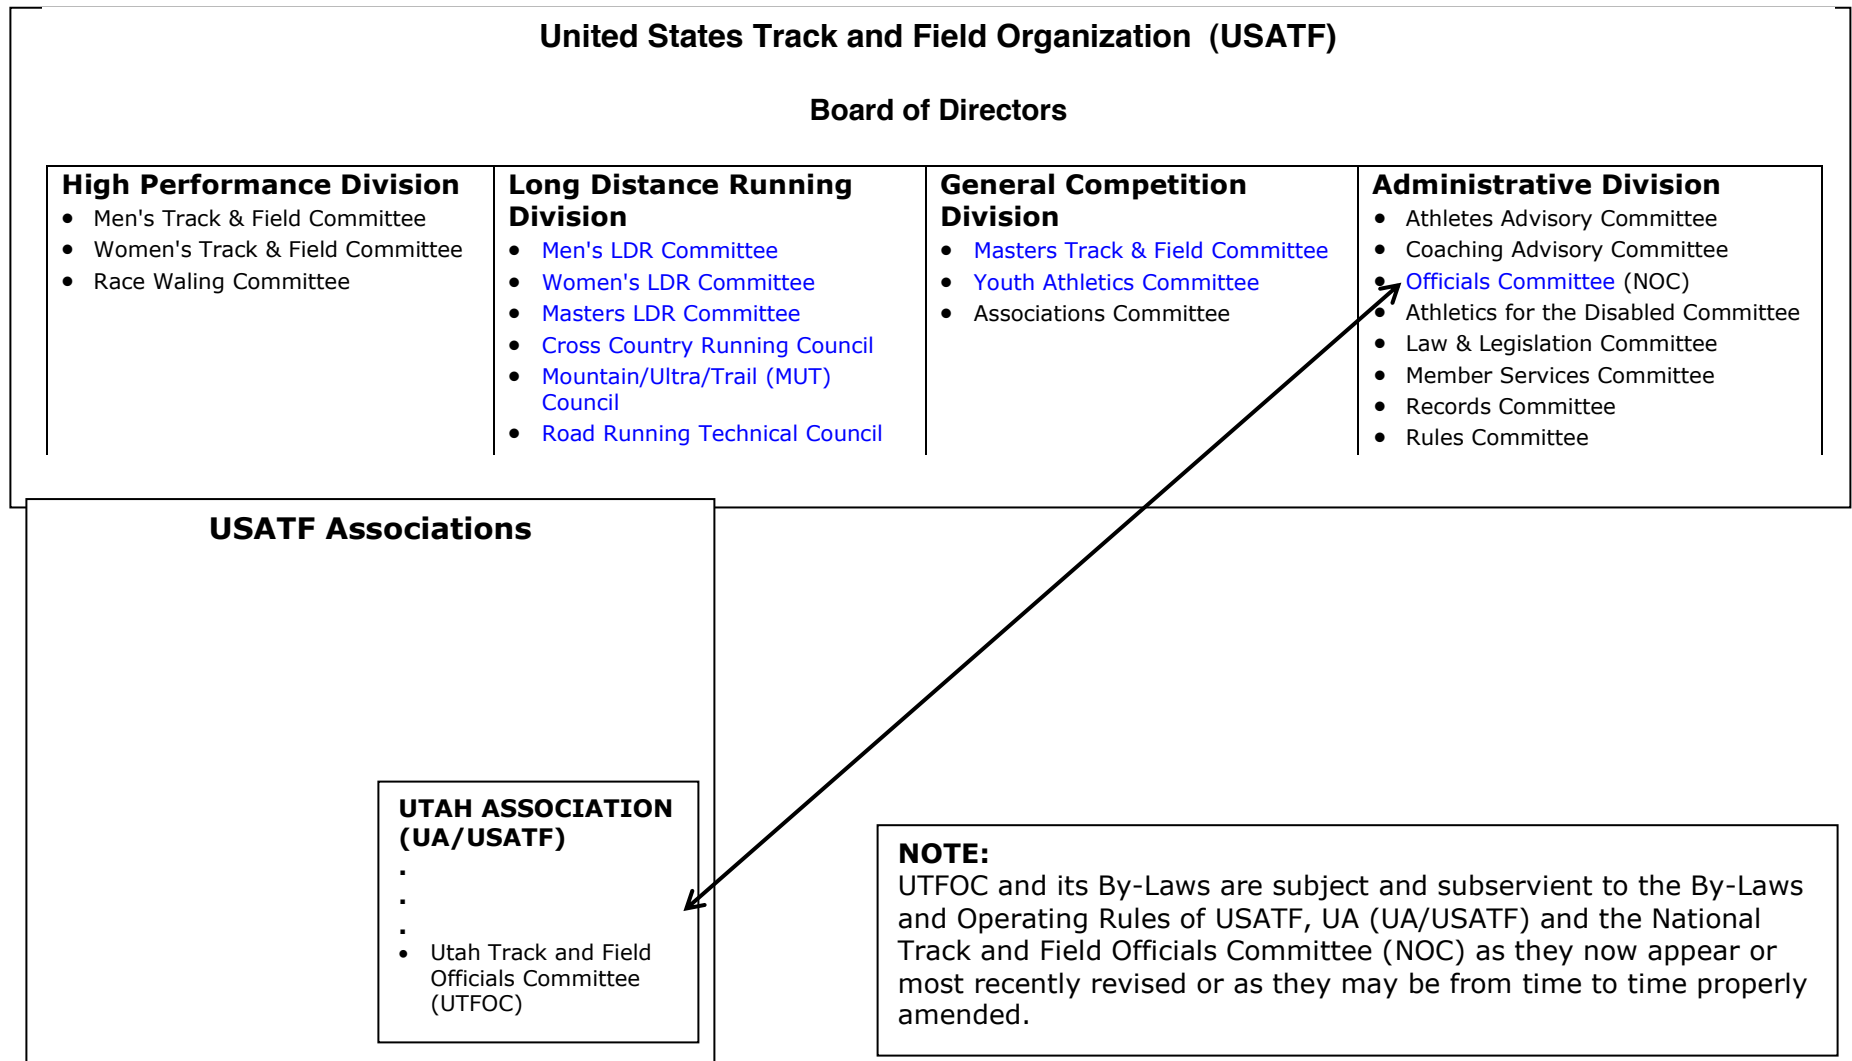 United States Track and Field Organization (USATF)
Board of Directors
High Performance Division
• Men's Track & Field Committee
• Women's Track & Field Committee
• Race Waling Committee
Long Distance Running
Division
• Men's LDR Committee
• Women's LDR Committee
• Masters LDR Committee
• Cross Country Running Council
• Mountain/Ultra/Trail (MUT)
Council
• Road Running Technical Council
General Competition
Division
• Masters Track & Field Committee
• Youth Athletics Committee
• Associations Committee
Administrative Division
• Athletes Advisory Committee
• Coaching Advisory Committee
• Officials Committee (NOC)
• Athletics for the Disabled Committee
• Law & Legislation Committee
• Member Services Committee
• Records Committee
• Rules Committee
USATF Associations
UTAH ASSOCIATION
(UA/USATF)
.
.
.
• Utah Track and Field
Officials Committee
(UTFOC)
NOTE:
UTFOC and its By-Laws are subject and subservient to the By-Laws
and Operating Rules of USATF, UA (UA/USATF) and the National
Track and Field Officials Committee (NOC) as they now appear or
most recently revised or as they may be from time to time properly
amended.